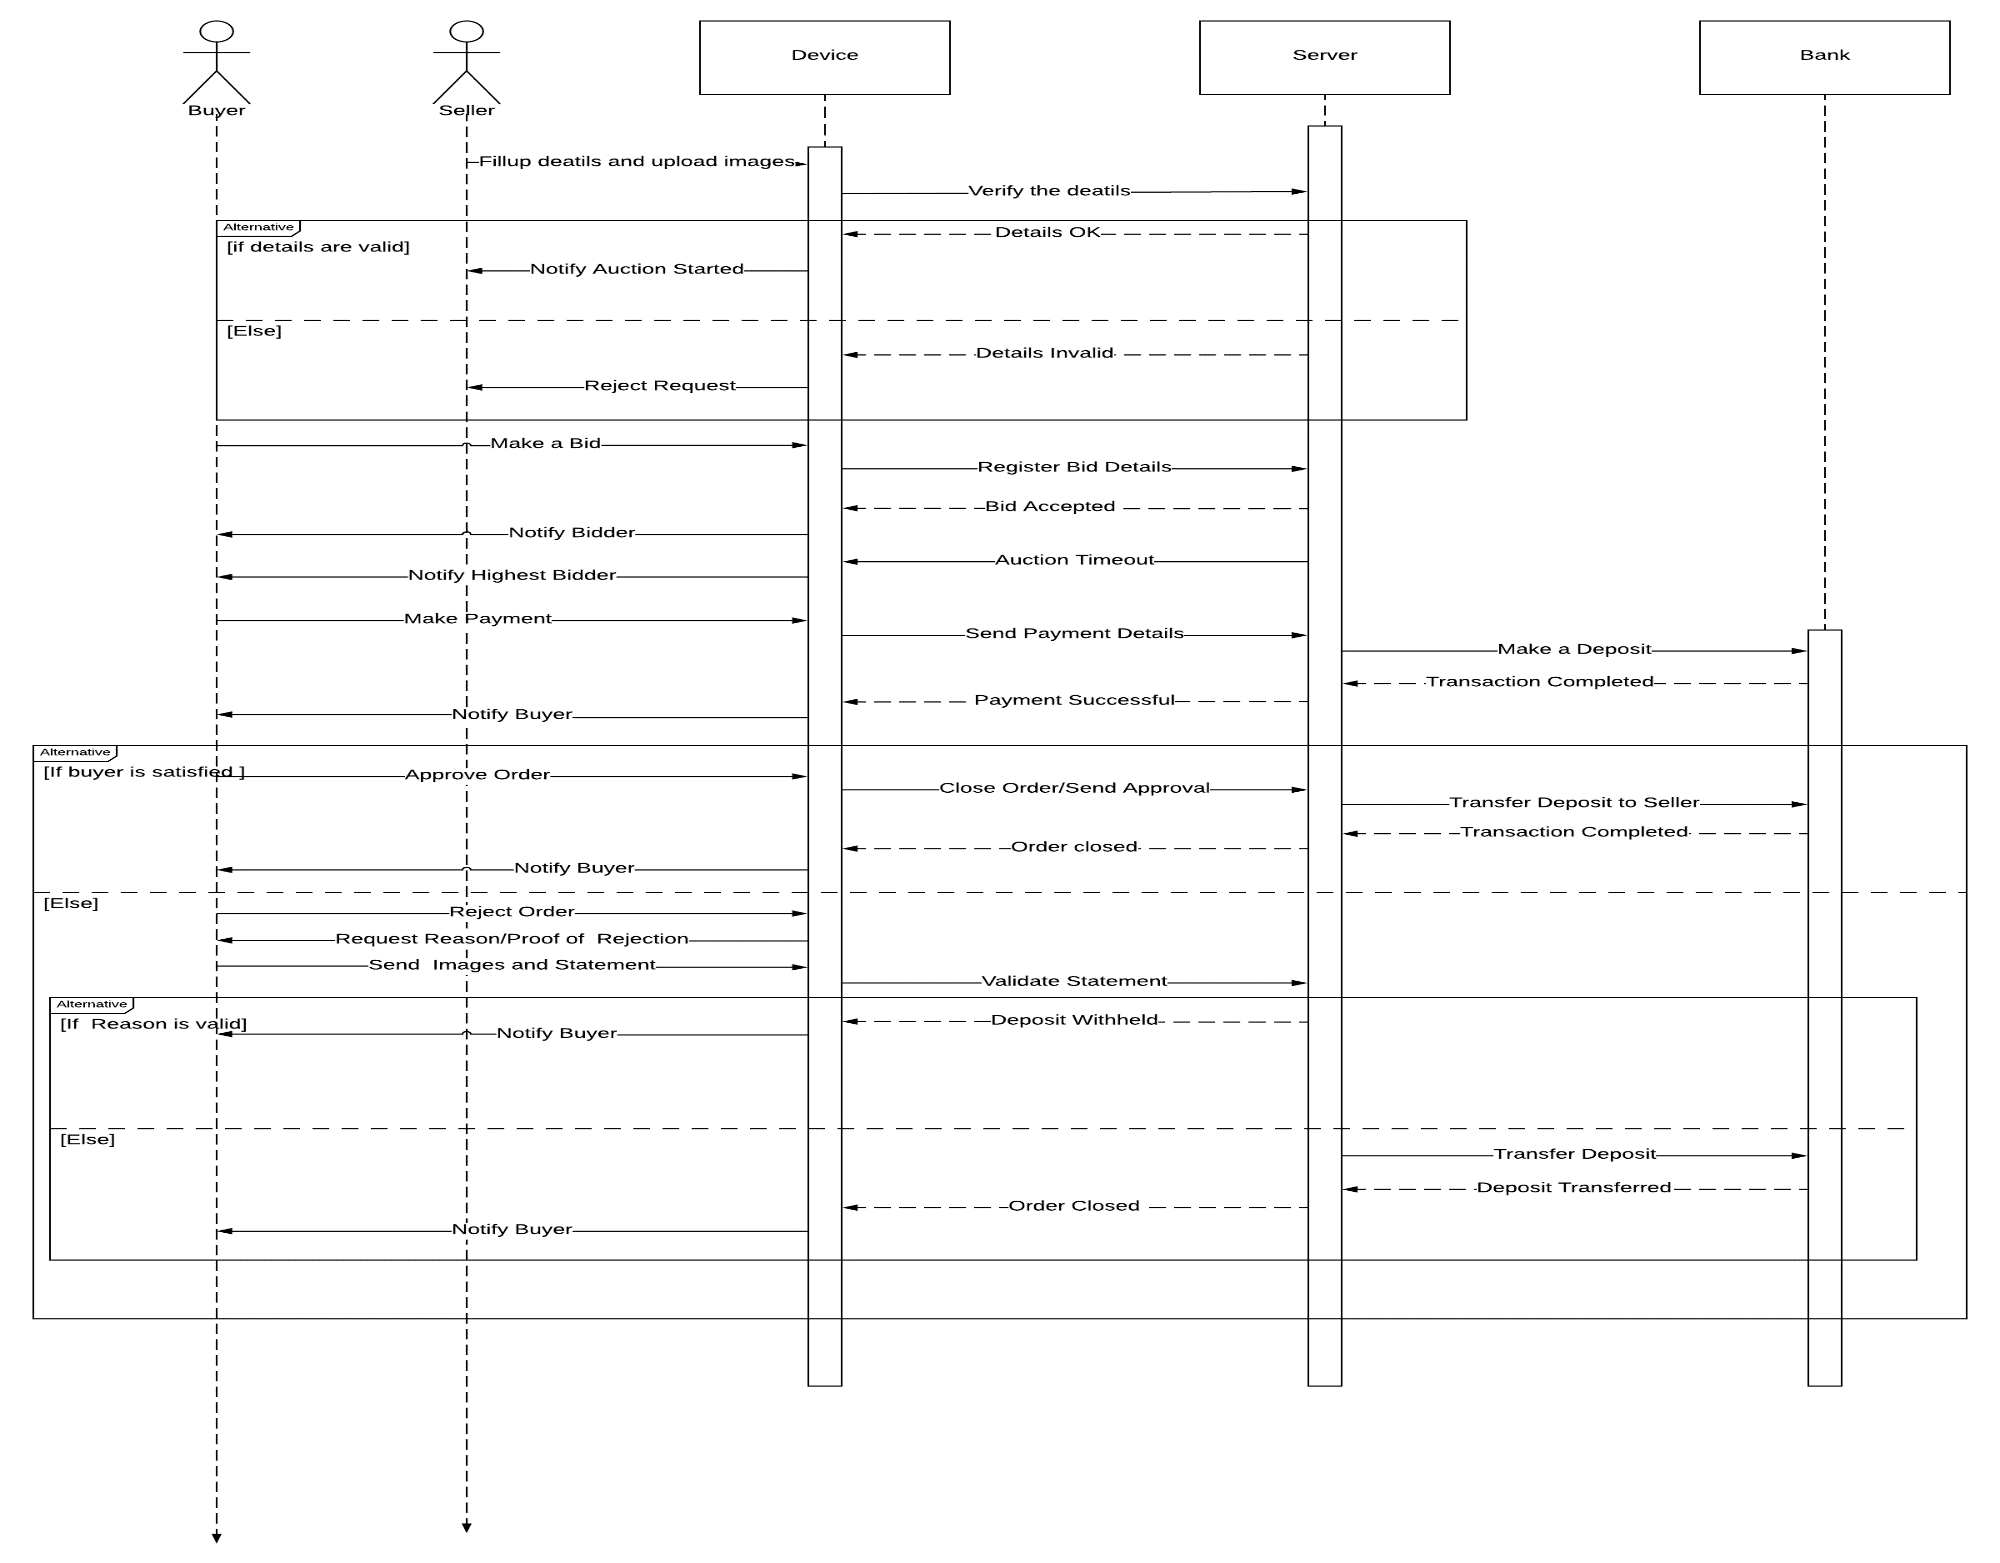 Buyer
Seller
Device
Server
Bank
Fillup deatils and upload images
Verify the deatils
Alternative
Details OK
[if details are valid]
Notify Auction Started
[Else]
Details Invalid
Reject Request
Make a Bid
Register Bid Details
Bid Accepted
Notify Bidder
Auction Timeout
Notify Highest Bidder
Make Payment
Send Payment Details
Make a Deposit
Transaction Completed
Payment Successful
Notify Buyer
Alternative
[If buyer is satisfied ]
Approve Order
Close Order/Send Approval
Transfer Deposit to Seller
Transaction Completed
Order closed
Notify Buyer
[Else]
Reject Order
Request Reason/Proof of  Rejection
Send  Images and Statement
Validate Statement
Alternative
[If  Reason is valid]
Deposit Withheld
Notify Buyer
[Else]
Transfer Deposit
Deposit Transferred
Order Closed
Notify Buyer